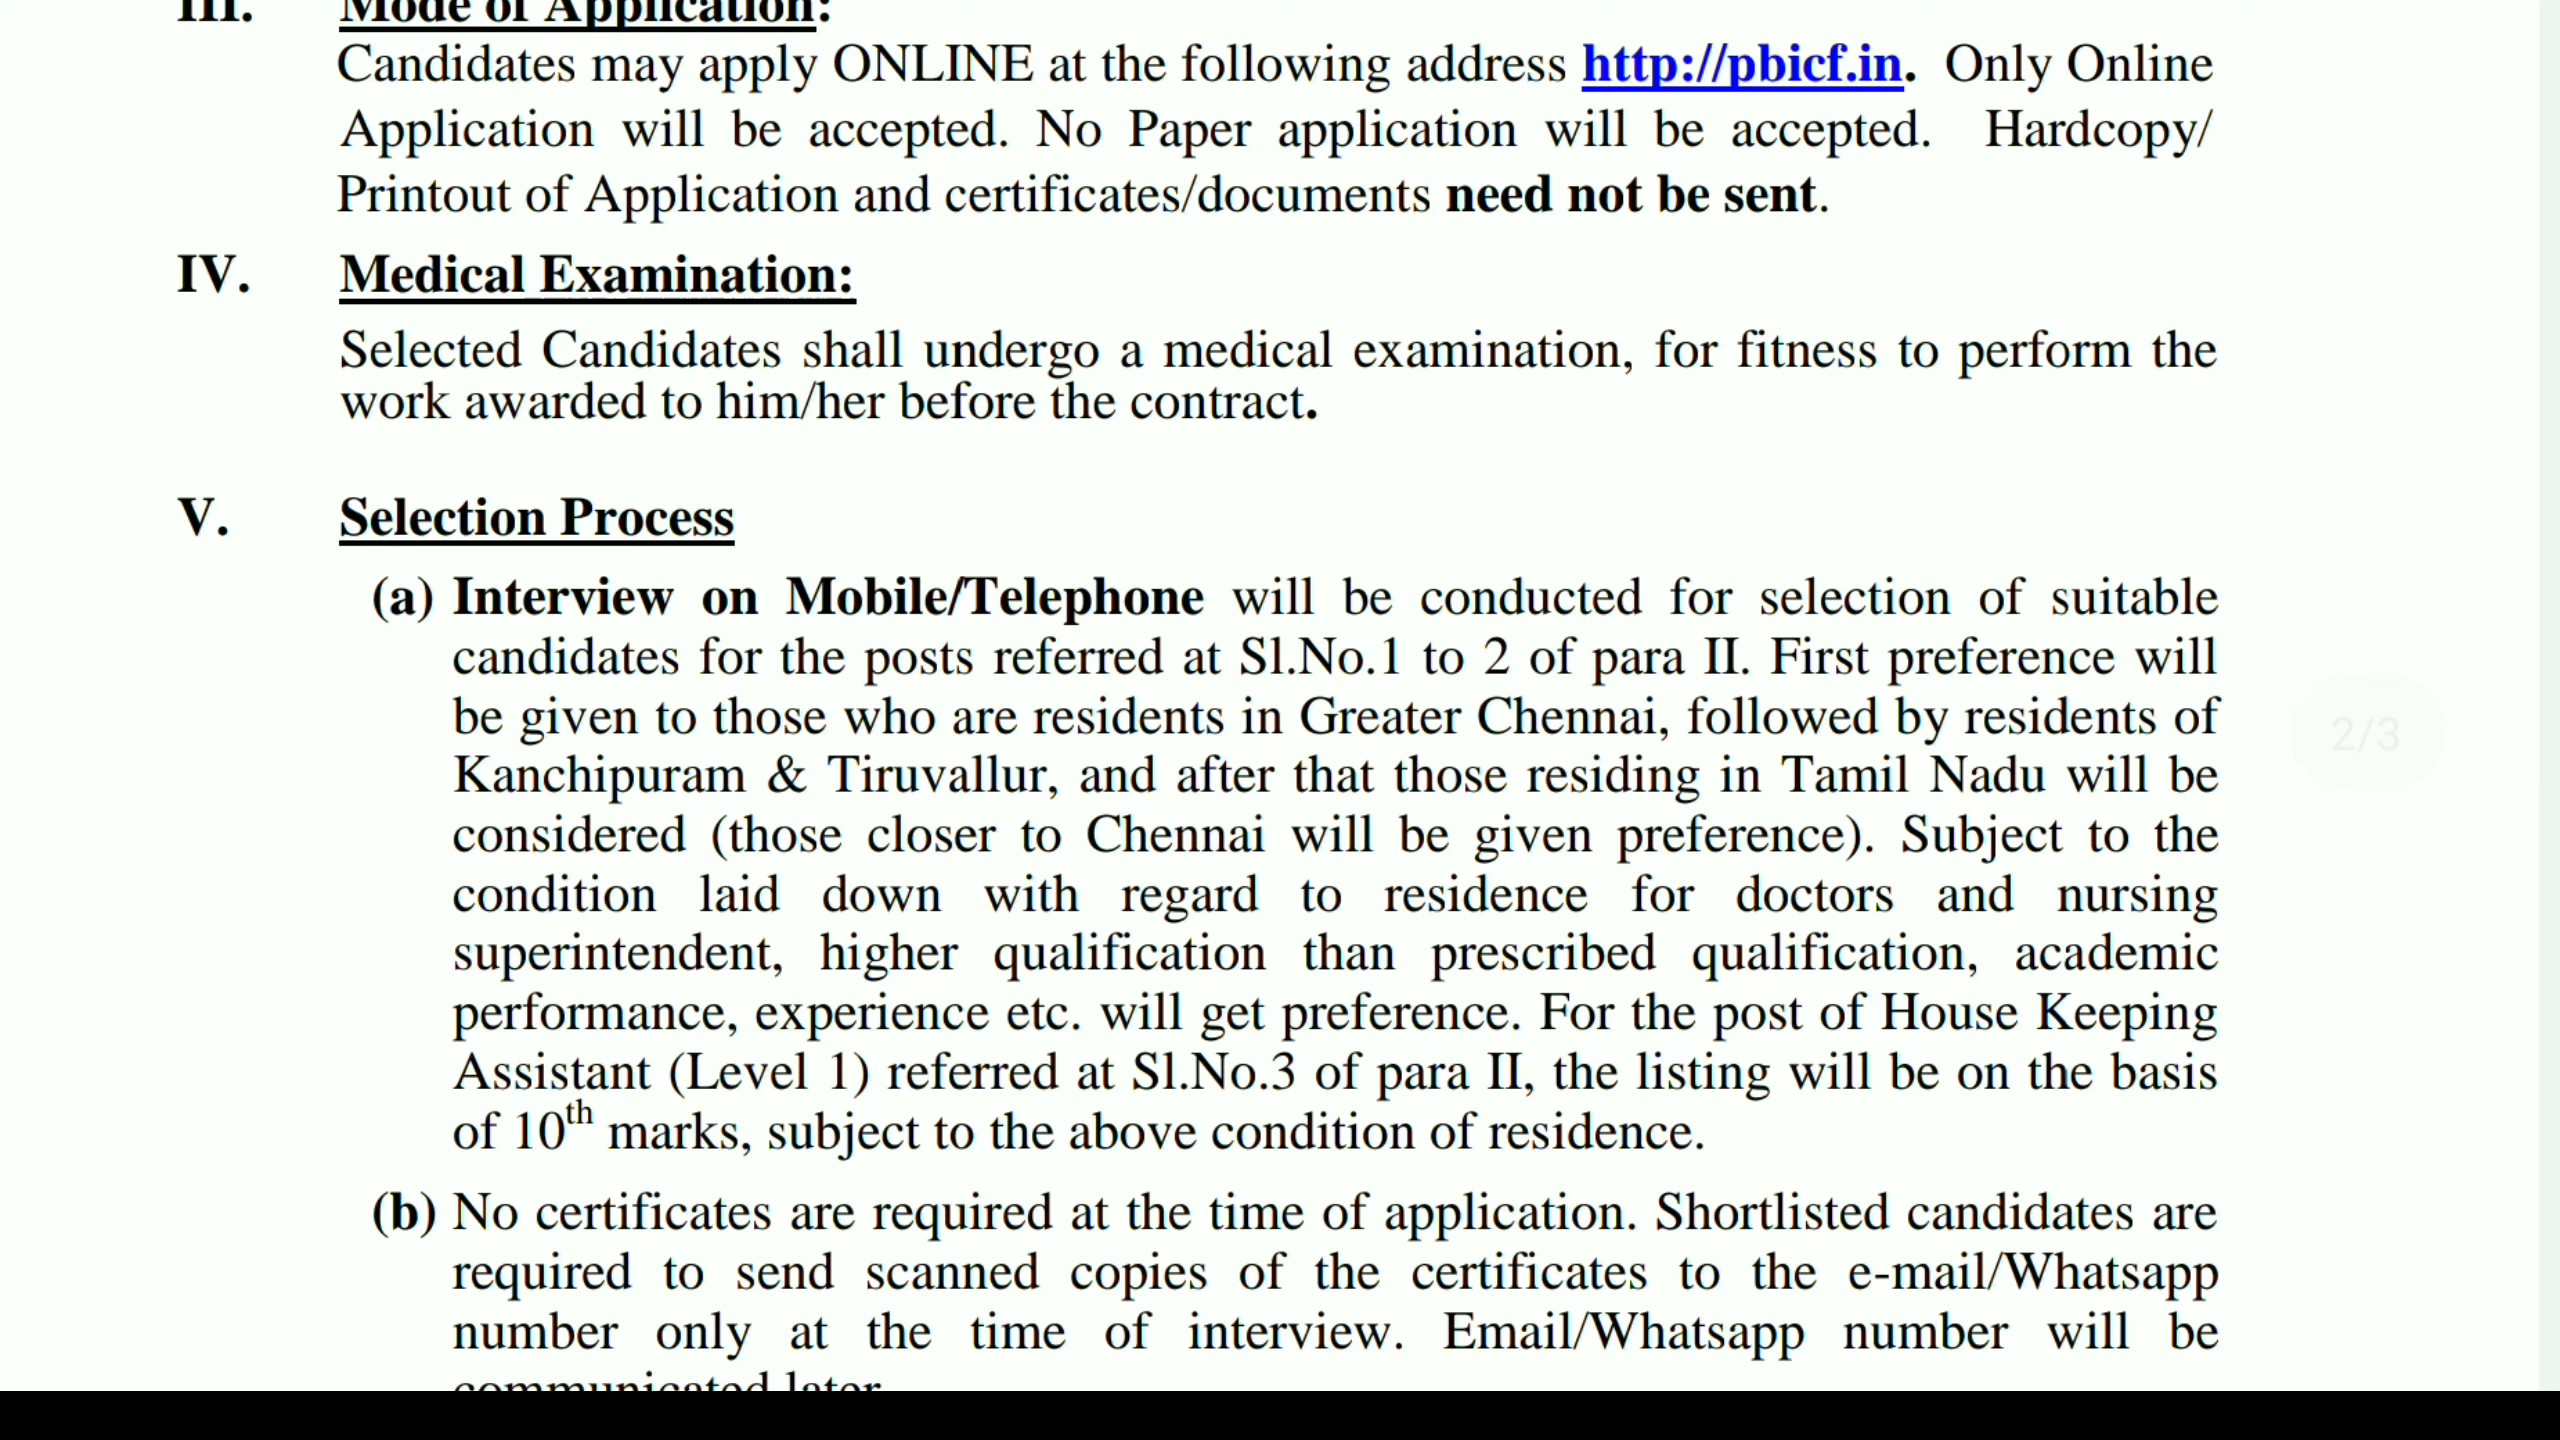 III. Mode of Application:
Candidates may apply ONLINE at the following address http://pbicf.in. Only Online
Application will be accepted. No Paper application will be accepted. Hardcopy/
Printout of Application and certificates/documents need not be sent.
IV. Medical Examination:
Selected Candidates shall undergo a medical examination, for fitness to perform the
work awarded to him/her before the contract.
V. Selection Process
(a) Interview on Mobile/Telephone will be conducted for selection of suitable
candidates for the posts referred at Sl.No.1 to 2 of para II. First preference will
be given to those who are residents in Greater Chennai, followed by residents of
Kanchipuram & Tiruvallur, and after that those residing in Tamil Nadu will be
considered (those closer to Chennai will be given preference). Subject to the
condition laid down with regard to residence for doctors and nursing
superintendent, higher qualification than prescribed qualification, academic
performance, experience etc. will get preference. For the post of House Keeping
Assistant (Level 1) referred at Sl.No.3 of para II, the listing will be on the basis
of 10th marks, subject to the above condition of residence.
(b) No certificates are required at the time of application. Shortlisted candidates are
required to send scanned copies of the certificates to the e-mail/Whatsapp
number only at the time of interview. Email/Whatsapp number will be
communicated later
2/3